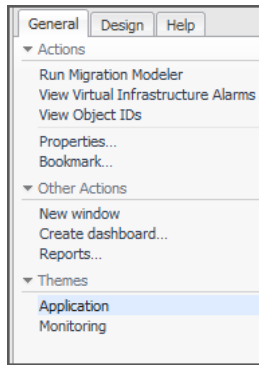 General Design Help
Actions
Run Migration Modeler
View Virtual Infrastructure Alarms
View Object IDs
Properties...
Bookmark...
Other Actions
New window
Create dashboard...
Reports...
Themes
Application
Monitoring